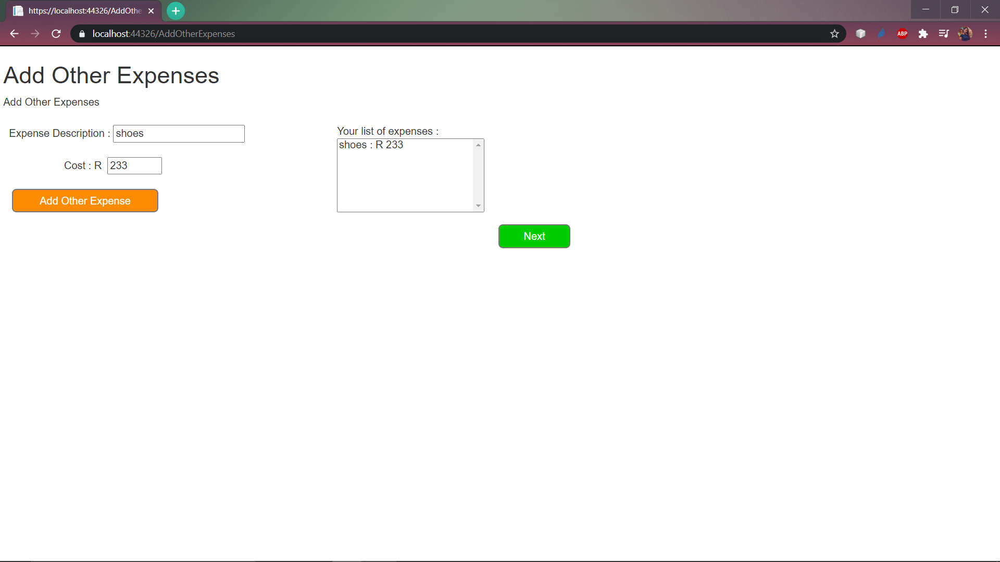 https://localhost:44326/AddOthe
localhost:44326/AddOtherExpenses
ABP
Add Other Expenses
Add Other Expenses
Expense Description : shoes
Cost : R 233
Add Other Expense
Your list of expenses :
shoes : R 233
Next